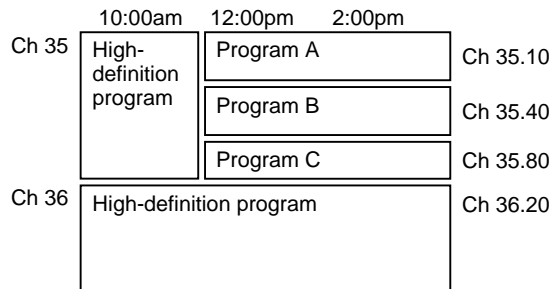 10:00am 12:00pm 2:00pm
Ch 35
High-
definition
program
Program A
Ch 35.10
Program B
Ch 35.40
Program C
Ch 35.80
Ch 36
High-definition program
Ch 36.20